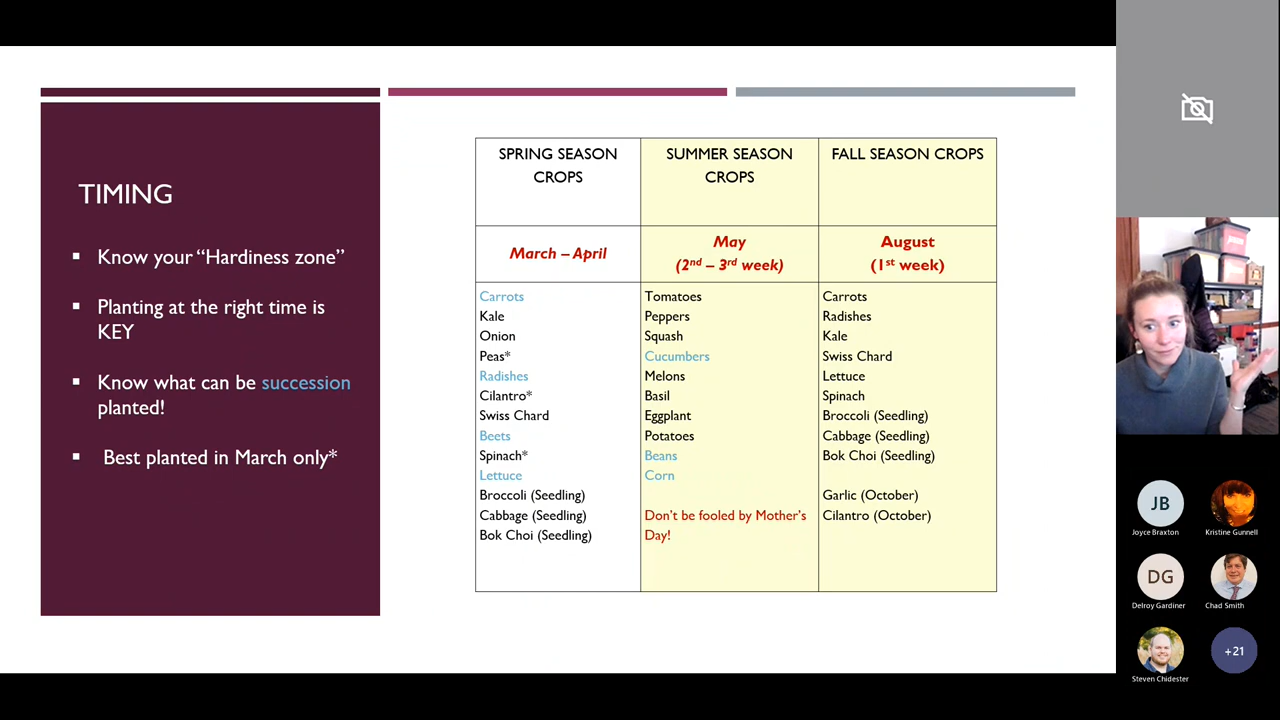 TIMING
Know your “Hardiness zone”
Planting at the right time is
KEY
Know what can be succession
planted!
Best planted in March only*
SPRING SEASON
CROPS
SUMMER SEASON
CROPS
FALL SEASON CROPS
March – April
May
(2nd – 3rd week)
August
(1st week)
Carrots
Kale
Onion
Peas*
Radishes
Cilantro*
Swiss Chard
Beets
Spinach*
Lettuce
Broccoli (Seedling)
Cabbage (Seedling)
Bok Choi (Seedling)
Tomatoes
Peppers
Squash
Cucumbers
Melons
Basil
Eggplant
Potatoes
Beans
Corn
Don’t be fooled by Mother’s
Day!
Carrots
Radishes
Kale
Swiss Chard
Lettuce
Spinach
Broccoli (Seedling)
Cabbage (Seedling)
Bok Choi (Seedling)
Garlic (October)
Cilantro (October)
JB
Joyce Braxton
Kristine Gunnell
DG
Delroy Gardiner
Chad Smith
Steven Chidester
+21